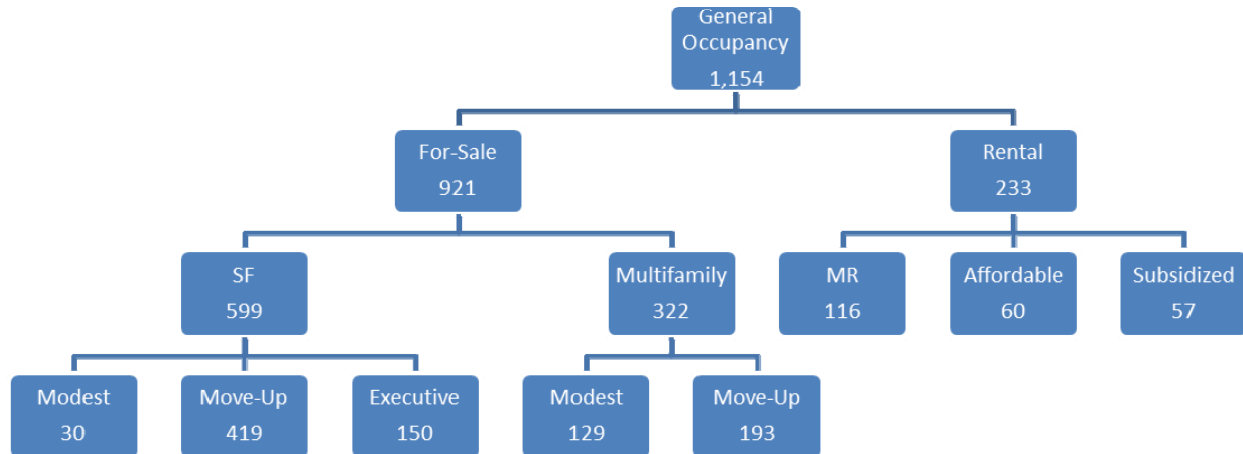 General
Occupancy
1,154
For-Sale
921
Rental
233
SF
599
Multifamily
322
MR
116
Affordable
60
Subsidized
57
Modest
30
Move-Up
419
Executive
150
Modest
129
Move-Up
193